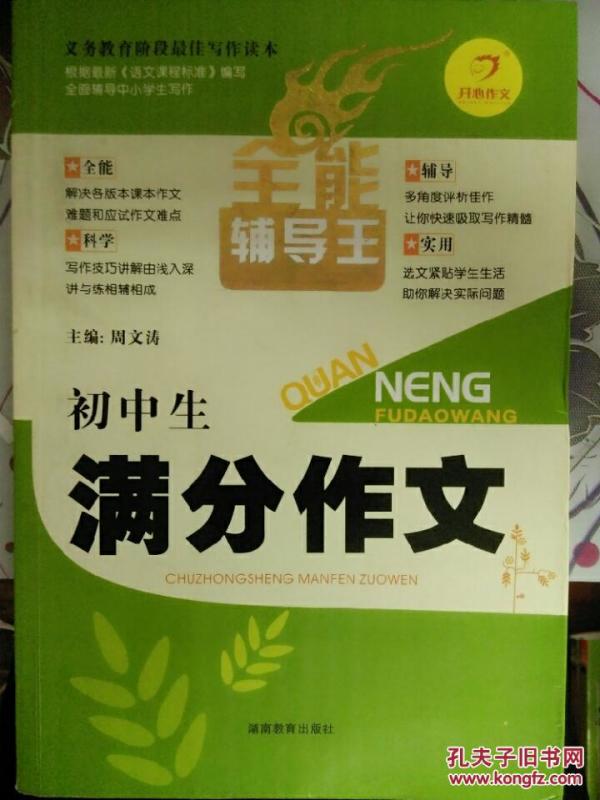 义务教育阶段最佳写作读本
根据最新《语文课程标准》编写
全面辅导中小学生写作
开心作文
全能
辅导王
全能
解决各版本课本作文
难题和应试作文难点
科学
写作技巧讲解由浅入深
讲与练相辅相成
辅导
多角度评析佳作
让你快速吸取写作精髓
实用
选文紧贴学生生活
助你解决实际问题
主编:周文涛
QUAN
NENG
FUDAOWANG
初中生
满分作文
CHUZHONGSHENG MANFEN ZUOWEN
湖南教育出版社
孔夫子旧书网
www.kongfz.com